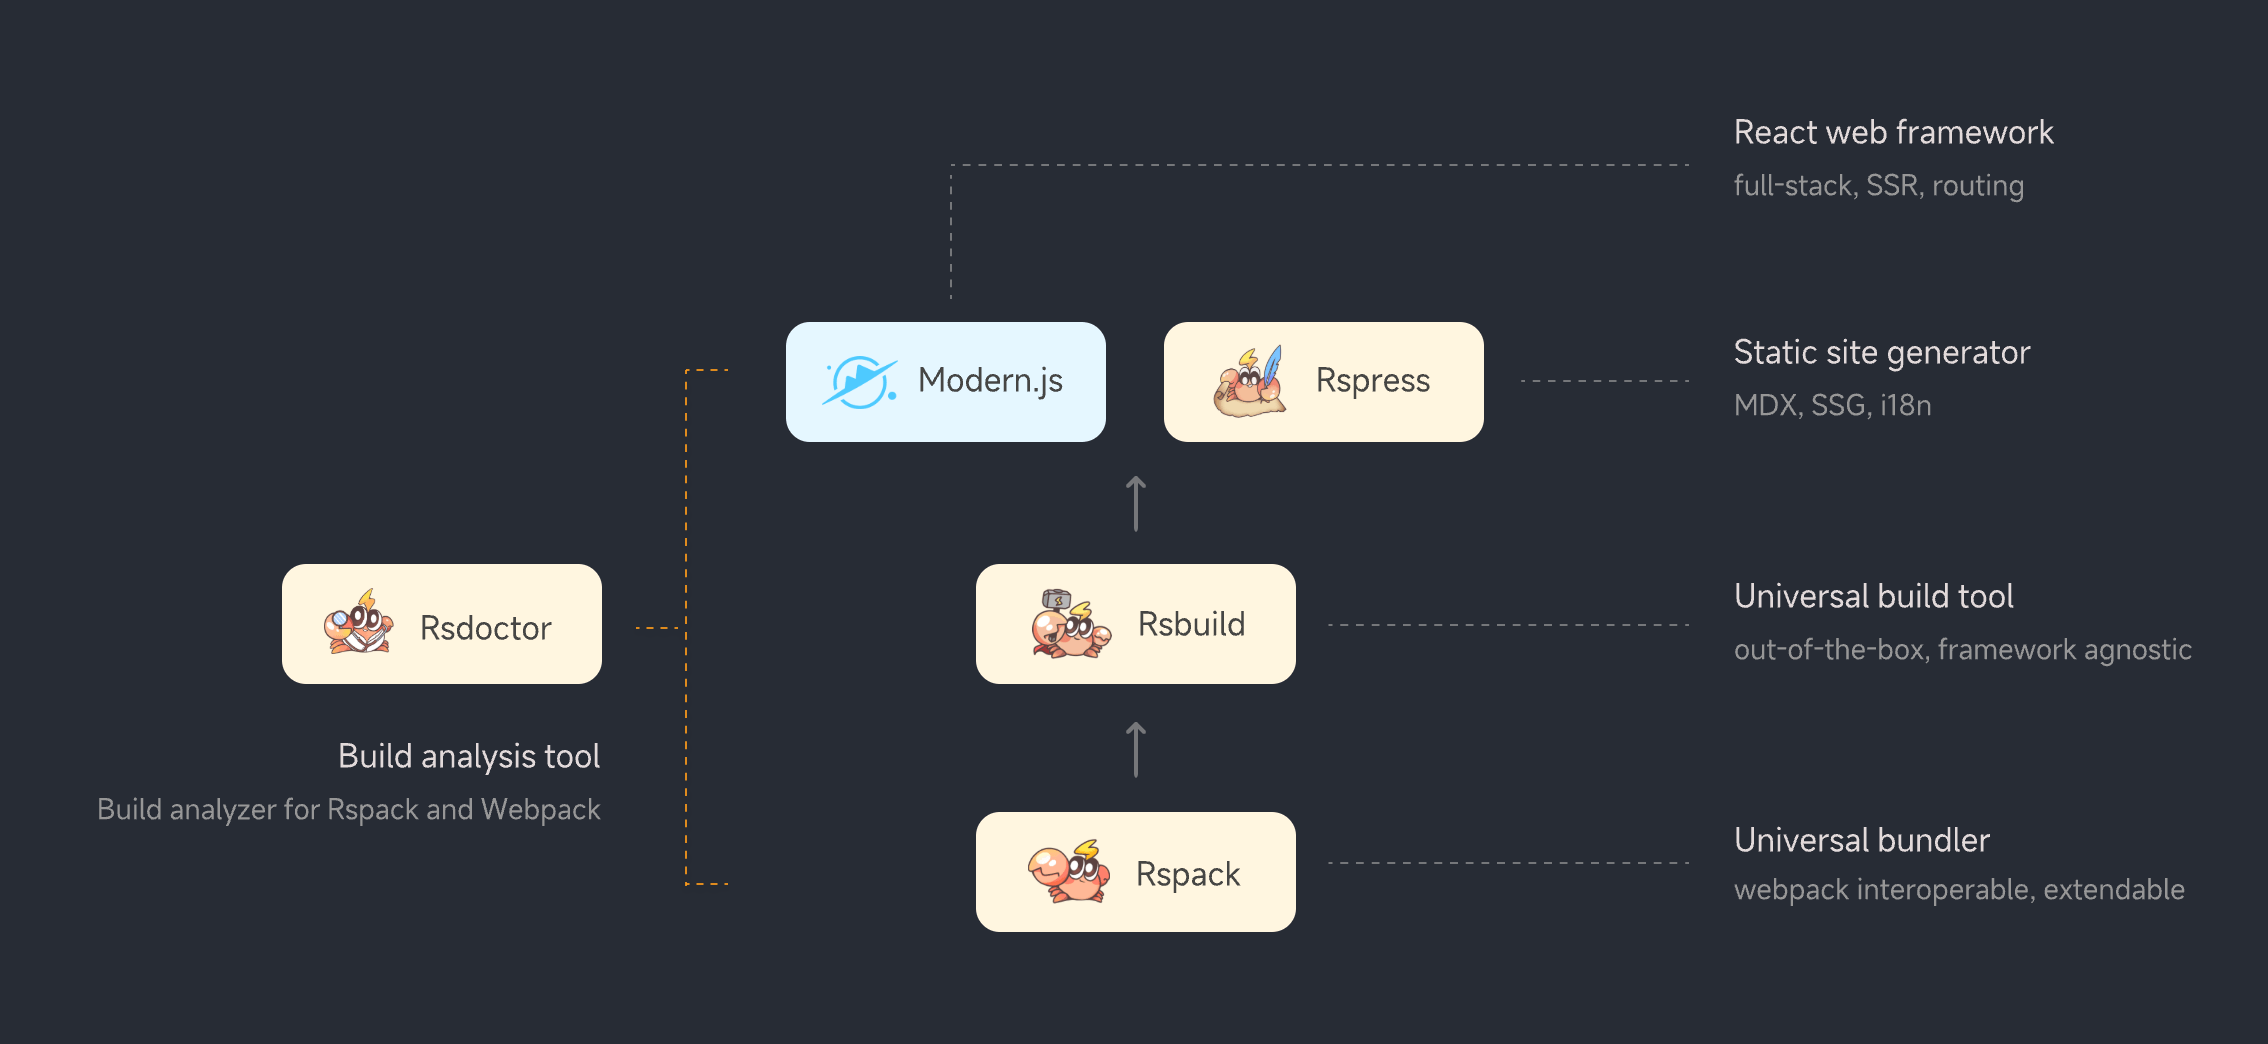 React web framework
full-stack, SSR, routing
Modern.js
Rspress
Static site generator
MDX, SSG, i18n
Rsdoctor
Build analysis tool
Build analyzer for Rspack and Webpack
Rsbuild
Universal build tool
out-of-the-box, framework agnostic
Rspack
Universal bundler
webpack interoperable, extendable